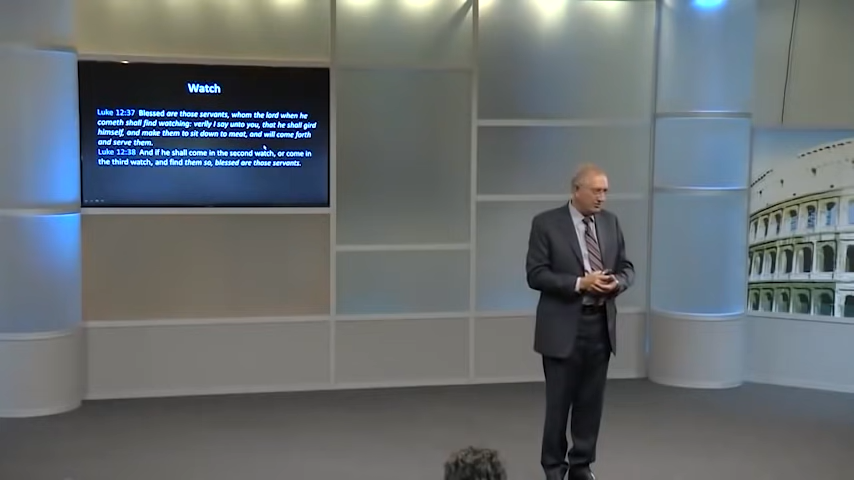 Watch
Luke 12:37 Blessed are those servants, whom the lord when he
cometh shall find watching: verily I say unto you, that he shall gird
himself, and make them to sit down to meat, and will come forth
and serve them.
Luke 12:38 And if he shall come in the second watch, or come in
the third watch, and find them so, blessed are those servants.